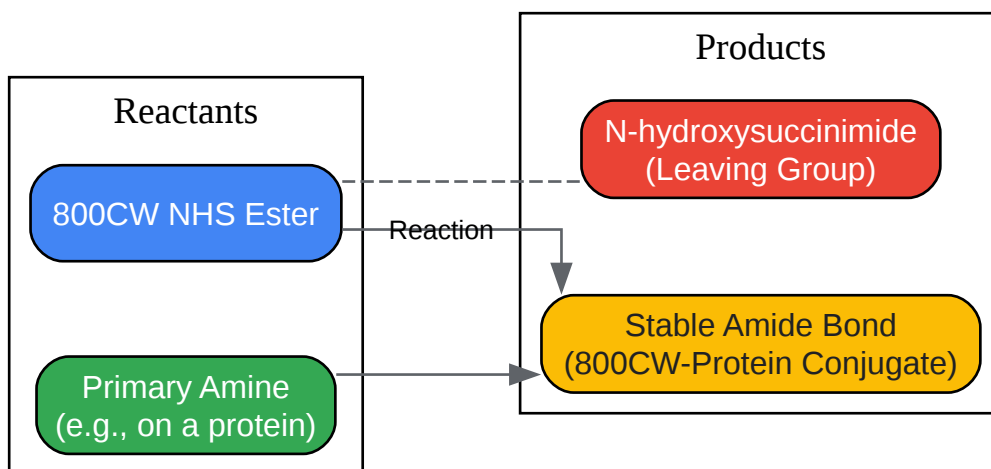 Reactants
800CW NHS Ester
Primary Amine
(e.g., on a protein)
Reaction
Products
N-hydroxysuccinimide
(Leaving Group)
Stable Amide Bond
(800CW-Protein Conjugate)